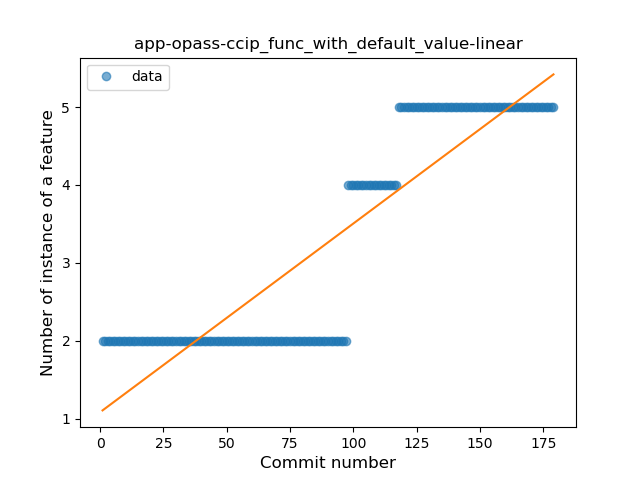 app-opass-ccip_func_with_default_value-linear
data
Number of instance of a feature
5
4
3
2
1
0 25 50 75 100 125 150 175
Commit number